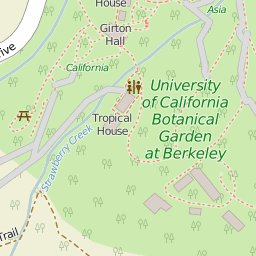 House
Asia
Girton
Hall
ive
California
University
of California
Botanical
Garden
at Berkeley
Tropical
House
Strawberry Creek
Trail